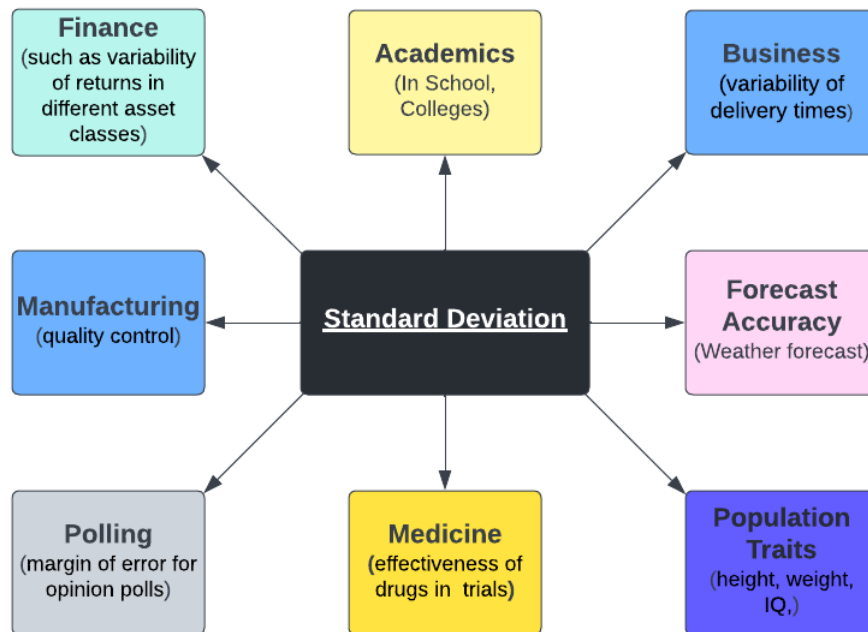 Finance
(such as variability
of returns in
different asset
classes)
Academics
(In School,
Colleges)
Business
(variability of
delivery times)
Manufacturing
(quality control)
Standard Deviation
Forecast
Accuracy
(Weather forecast)
Polling
(margin of error for
opinion polls)
Medicine
(effectiveness of
drugs in trials)
Population
Traits
(height, weight,
IQ,)